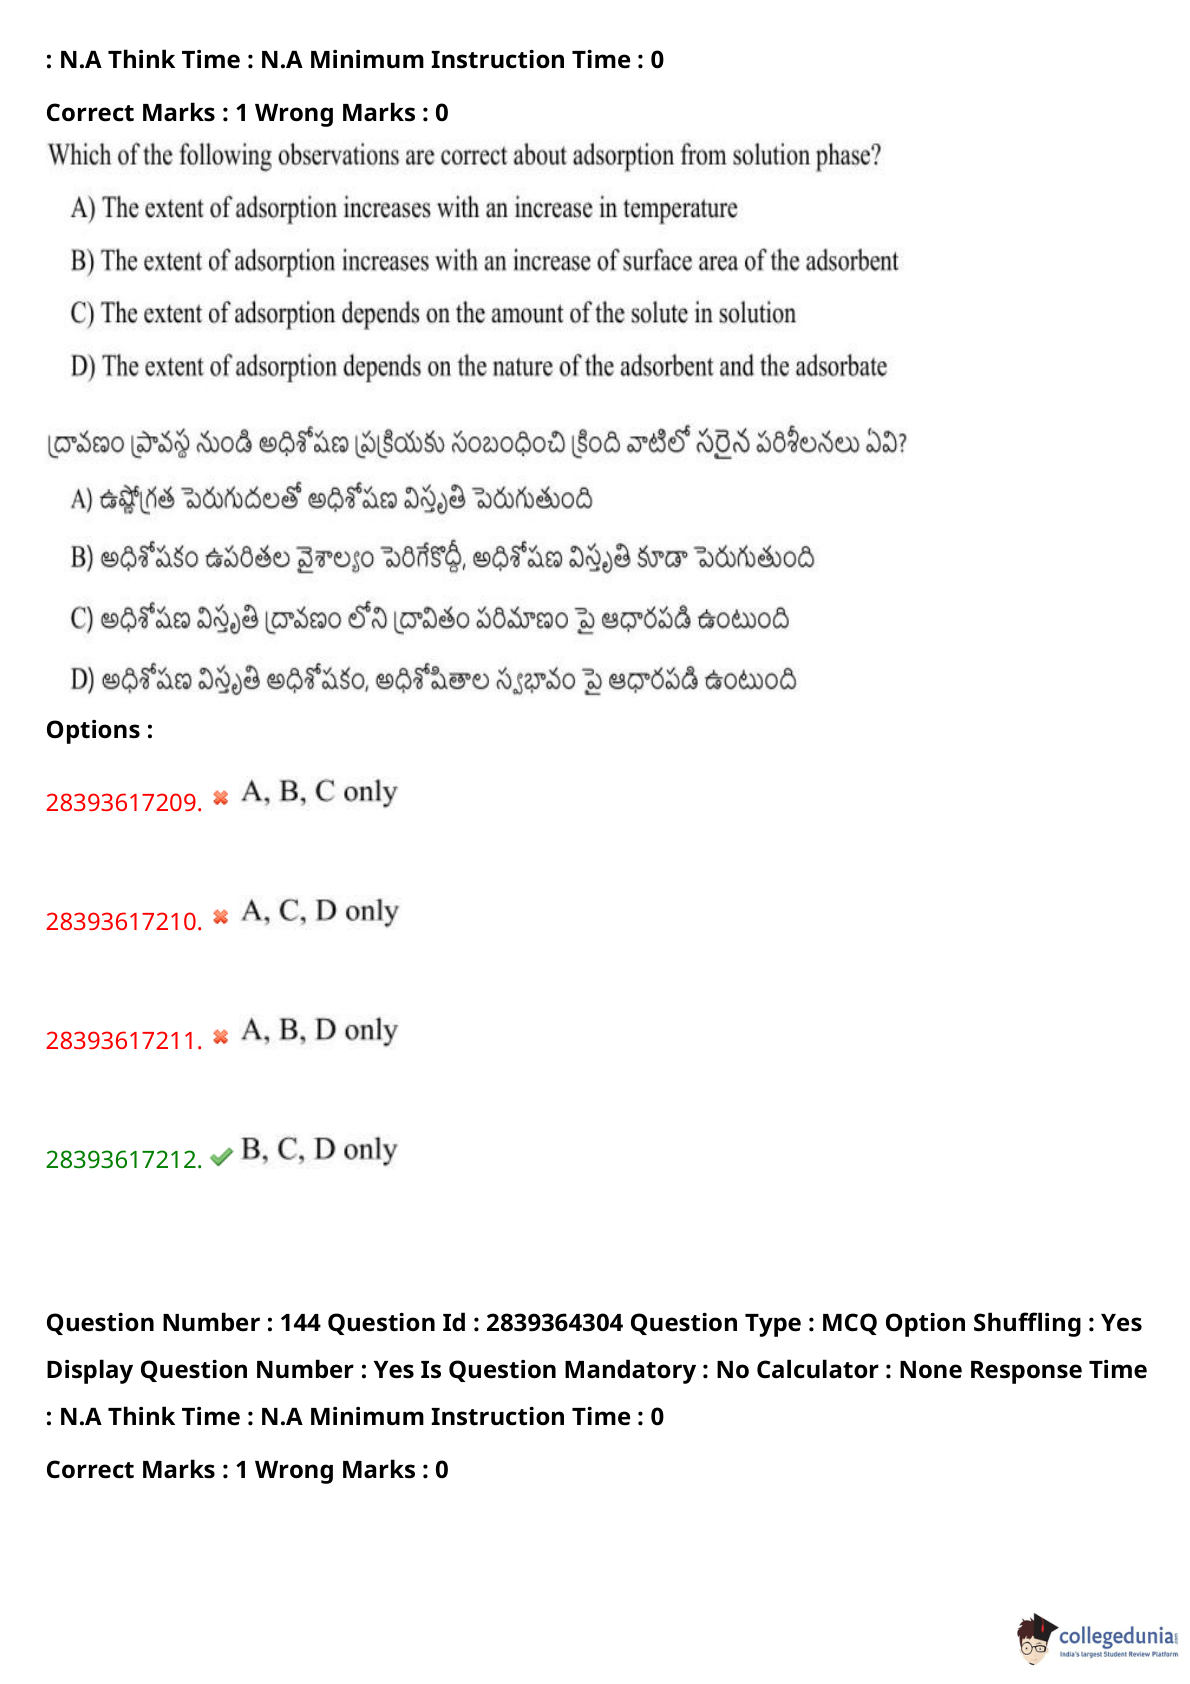 : N.A Think Time : N.A Minimum Instruction Time : 0
Correct Marks : 1 Wrong Marks : 0
Which of the following observations are correct about adsorption from solution phase?
A) The extent of adsorption increases with an increase in temperature
B) The extent of adsorption increases with an increase of surface area of the adsorbent
C) The extent of adsorption depends on the amount of the solute in solution
D) The extent of adsorption depends on the nature of the adsorbent and the adsorbate
ద్రావణం ప్రావస్థ నుండి అధిశోషణ ప్రక్రియకు సంబంధించి క్రింది వాటిలో సరైన పరిశీలనలు ఏవి?
A) ఉష్ణోగ్రత పెరుగుదలతో అధిశోషణ విస్తృతి పెరుగుతుంది
B) అధిశోషకం ఉపరితల వైశాల్యం పెరిగేకొద్దీ, అధిశోషణ విస్తృతి కూడా పెరుగుతుంది
C) అధిశోషణ విస్తృతి ద్రావణం లోని ద్రావితం పరిమాణం పై ఆధారపడి ఉంటుంది
D) అధిశోషణ విస్తృతి అధిశోషకం, అధిశోషితాల స్వభావం పై ఆధారపడి ఉంటుంది
Options :
28393617209. A, B, C only
28393617210. A, C, D only
28393617211. A, B, D only
28393617212. B, C, D only
Question Number : 144 Question Id : 2839364304 Question Type : MCQ Option Shuffling : Yes
Display Question Number : Yes Is Question Mandatory : No Calculator : None Response Time
: N.A Think Time : N.A Minimum Instruction Time : 0
Correct Marks : 1 Wrong Marks : 0
collegedunia
India's largest Student Review Platform